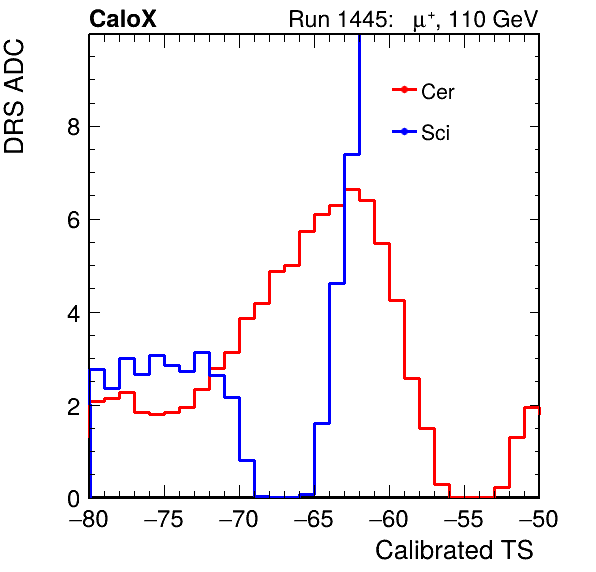 CaloX Run 1445: μ⁺, 110 GeV
DRS ADC
Cer
Sci
8
6
4
2
0
−80 −75 −70 −65 −60 −55 −50
Calibrated TS